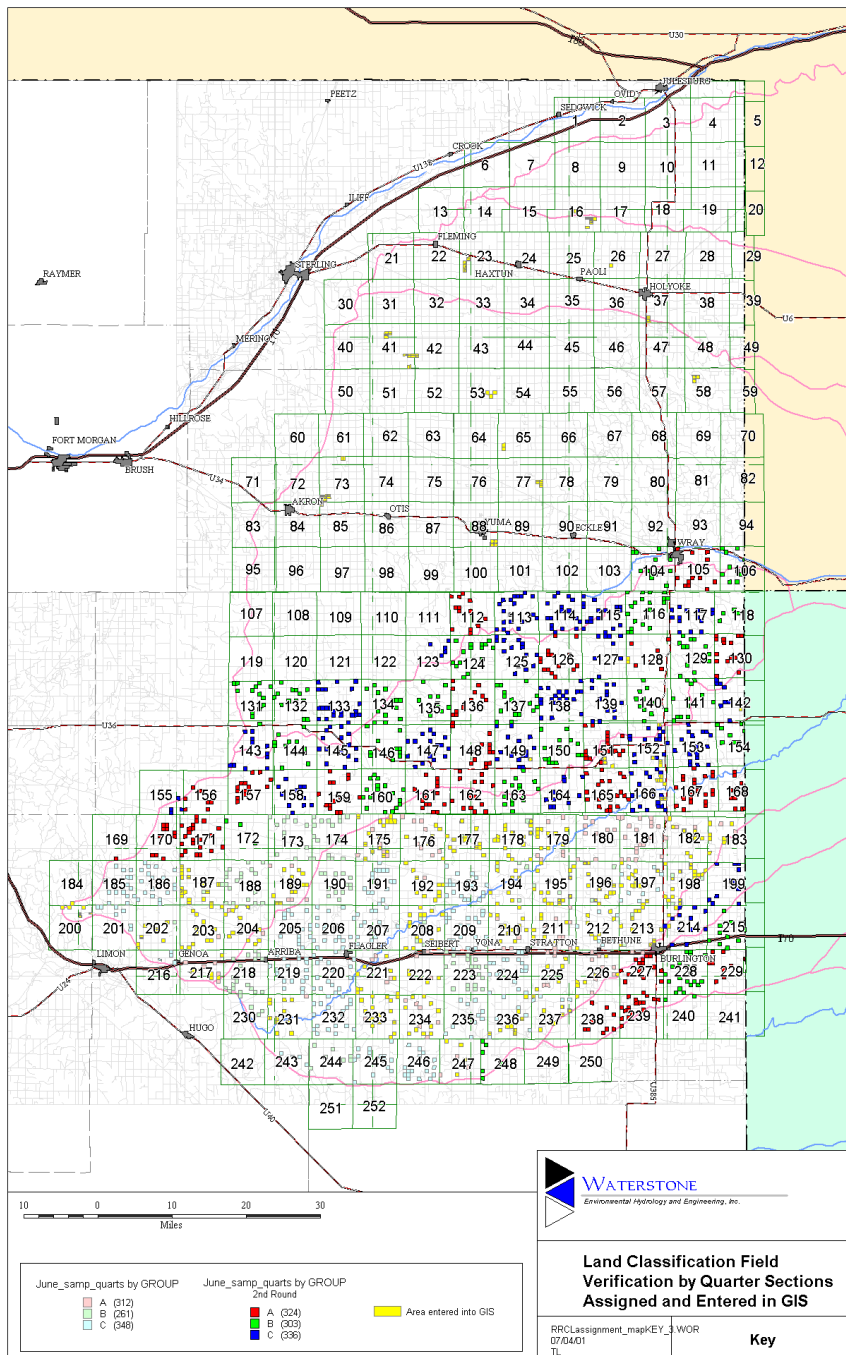 U30
I80
JULESBURG
PEETZ
OVID
SEDGWICK
1 2 3 4 5
CROOK
U138
6 7 8 9 10 11 12
ILIFF
13 14 15 16 17 18 19 20
FLEMING
STERLING
21 22 23 24 25 26 27 28 29
RAYMER
HAXTUN
PAOLI
HOLYOKE
30 31 32 33 34 35 36 37 38 39
U6
I76
MERINO
40 41 42 43 44 45 46 47 48 49
50 51 52 53 54 55 56 57 58 59
HILLROSE
FORT MORGAN
60 61 62 63 64 65 66 67 68 69 70
BRUSH
U34
71 72 73 74 75 76 77 78 79 80 81 82
AKRON
OTIS
83 84 85 86 87 88 89 90 91 92 93 94
YUMA
ECKLEY
WRAY
95 96 97 98 99 100 101 102 103 104 105 106
107 108 109 110 111 112 113 114 115 116 117 118
119 120 121 122 123 124 125 126 127 128 129 130
131 132 133 134 135 136 137 138 139 140 141 142
U36
143 144 145 146 147 148 149 150 151 152 153 154
155 156 157 158 159 160 161 162 163 164 165 166 167 168
169 170 171 172 173 174 175 176 177 178 179 180 181 182 183
184 185 186 187 188 189 190 191 192 193 194 195 196 197 198 199
200 201 202 203 204 205 206 207 208 209 210 211 212 213 214 215
I70
LIMON
GENOA
ARRIBA
FLAGLER
SEIBERT
VONA
STRATTON
BETHUNE
BURLINGTON
216 217 218 219 220 221 222 223 224 225 226 227 228 229
U24
HUGO
230 231 232 233 234 235 236 237 238 239 240 241
242 243 244 245 246 247 248 249 250
U385
U40
251 252
WATERSTONE
Environmental Hydrology and Engineering, Inc.
10 0 10 20 30
Miles
Land Classification Field
Verification by Quarter Sections
Assigned and Entered in GIS
June_samp_quarts by GROUP
A (312)
B (261)
C (348)
June_samp_quarts by GROUP
2nd Round
A (324)
B (303)
C (336)
Area entered into GIS
RRCLassignment_mapKEY_3.WOR
07/04/01
TL
Key